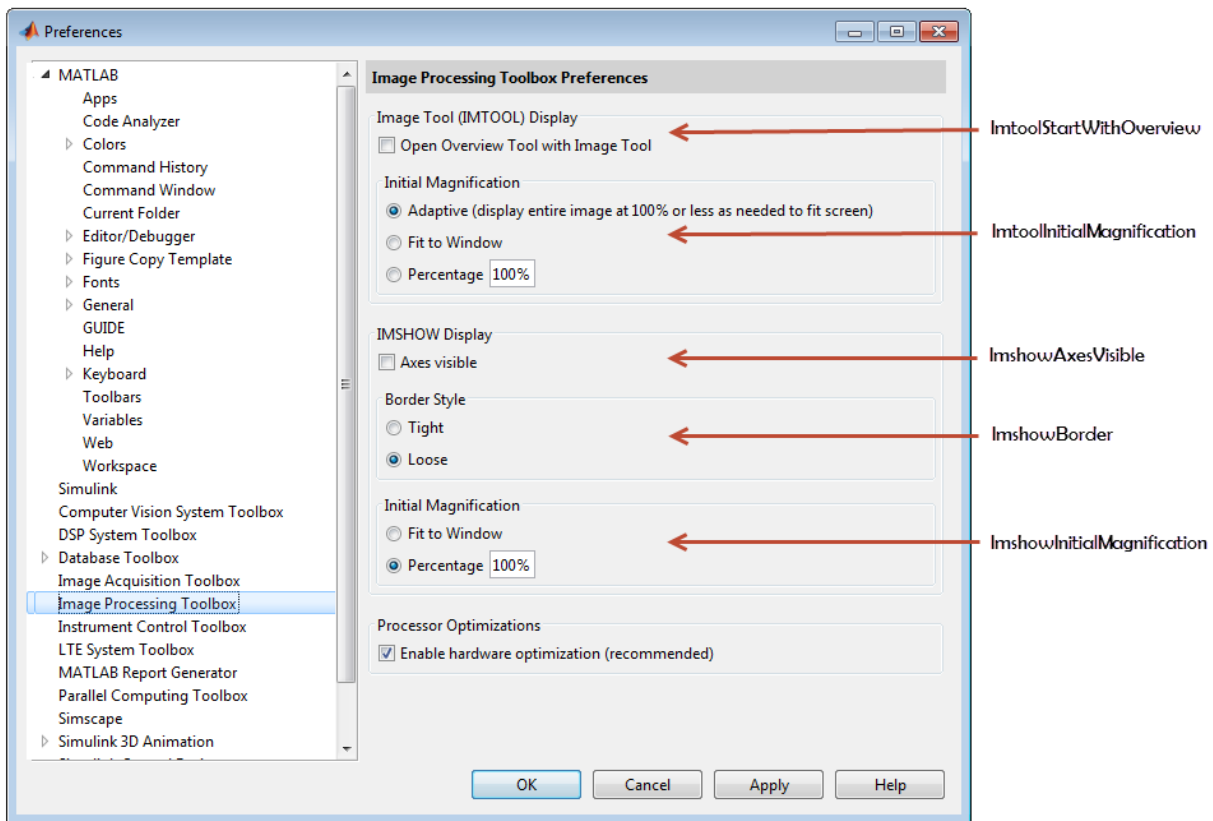 Preferences
MATLAB
Apps
Code Analyzer
Colors
Command History
Command Window
Current Folder
Editor/Debugger
Figure Copy Template
Fonts
General
GUIDE
Help
Keyboard
Toolbars
Variables
Web
Workspace
Simulink
Computer Vision System Toolbox
DSP System Toolbox
Database Toolbox
Image Acquisition Toolbox
Image Processing Toolbox
Instrument Control Toolbox
LTE System Toolbox
MATLAB Report Generator
Parallel Computing Toolbox
Simscape
Simulink 3D Animation
Image Processing Toolbox Preferences
Image Tool (IMTOOL) Display
Open Overview Tool with Image Tool
Initial Magnification
Adaptive (display entire image at 100% or less as needed to fit screen)
Fit to Window
Percentage 100%
IMSHOW Display
Axes visible
Border Style
Tight
Loose
Initial Magnification
Fit to Window
Percentage 100%
Processor Optimizations
Enable hardware optimization (recommended)
OK Cancel Apply Help
ImtoolStartWithOverview
ImtoolInitialMagnification
ImshowAxesVisible
ImshowBorder
ImshowInitialMagnification